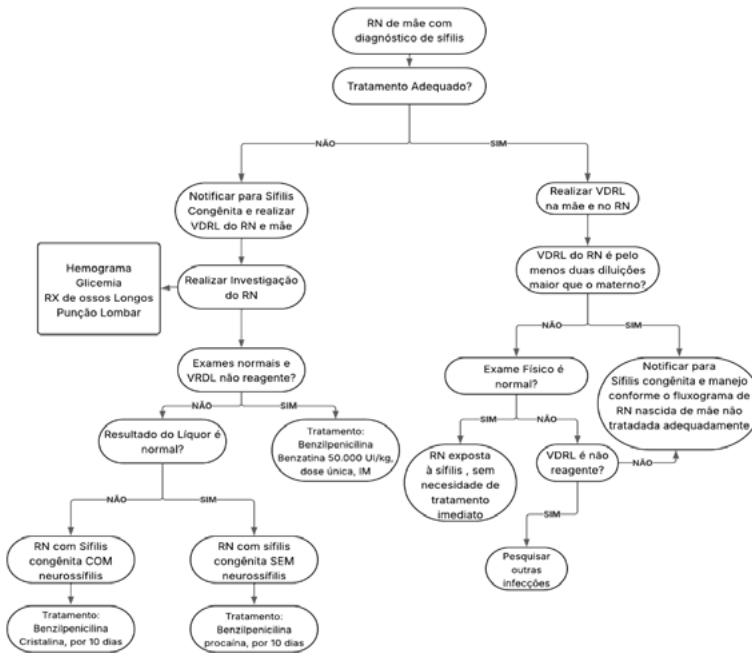 RN de mãe com
diagnóstico de sífilis
Tratamento Adequado?
NÃO
SIM
Notificar para Sífilis
Congênita e realizar
VDRL do RN e mãe
Realizar Investigação
do RN
Hemograma
Glicemia
RX de ossos Longos
Punção Lombar
Exames normais e
VRDL não reagente?
NÃO
SIM
Resultado do Líquor é
normal?
Tratamento:
Benzilpenicilina
Benzatina 50.000 UI/kg,
dose única, IM
NÃO
SIM
RN com Sífilis
congênita COM
neurossífilis
RN com sífilis
congênita SEM
neurossífilis
Tratamento:
Benzilpenicilina
Cristalina, por 10 dias
Tratamento:
Benzilpenicilina
procaína, por 10 dias
Realizar VDRL
na mãe e no RN
VDRL do RN é pelo
menos duas diluições
maior que o materno?
NÃO
SIM
Exame Físico é
normal?
Notificar para
Sífilis congênita e manejo
conforme o fluxograma de
RN nascida de mãe não
tratadada adequadamente
SIM
NÃO
RN exposta
à sífilis , sem
necessidade de
tratamento
imediato
VDRL é não
reagente?
NÃO
SIM
Pesquisar
outras
infecções